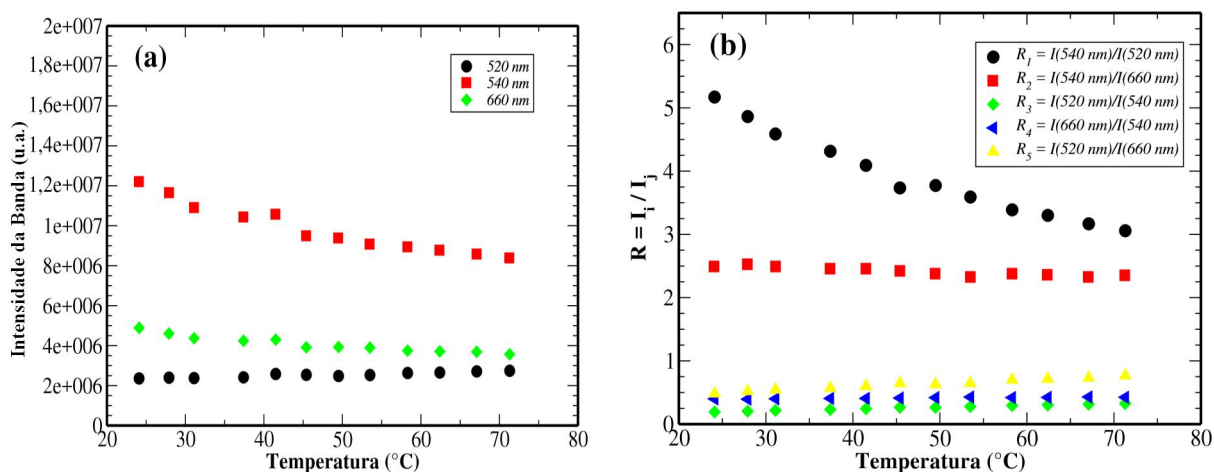 (a)
520 nm
540 nm
660 nm
2e+007
1,8e+007
1,6e+007
1,4e+007
1,2e+007
1e+007
8e+006
6e+006
4e+006
2e+006
0
20 30 40 50 60 70 80
Intensidade da Banda (u.a.)
Temperatura (°C)
(b)
R1 = I(540 nm)/I(520 nm)
R2 = I(540 nm)/I(660 nm)
R3 = I(520 nm)/I(540 nm)
R4 = I(660 nm)/I(540 nm)
R5 = I(520 nm)/I(660 nm)
6
5
4
3
2
1
0
20 30 40 50 60 70 80
R = Ii / Ij
Temperatura (°C)